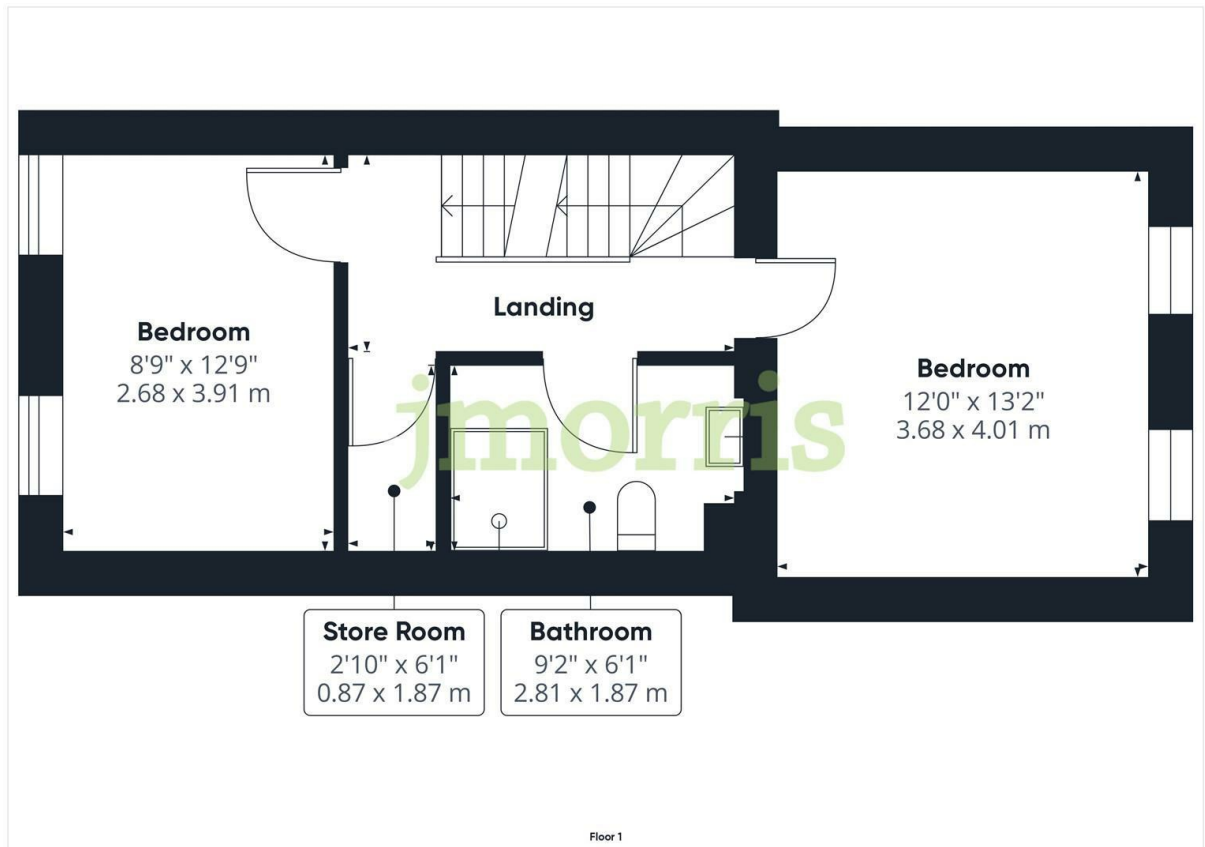 Landing
Bedroom
8'9" x 12'9"
2.68 x 3.91 m
Bedroom
12'0" x 13'2"
3.68 x 4.01 m
jmorris
Store Room
2'10" x 6'1"
0.87 x 1.87 m
Bathroom
9'2" x 6'1"
2.81 x 1.87 m
Floor 1